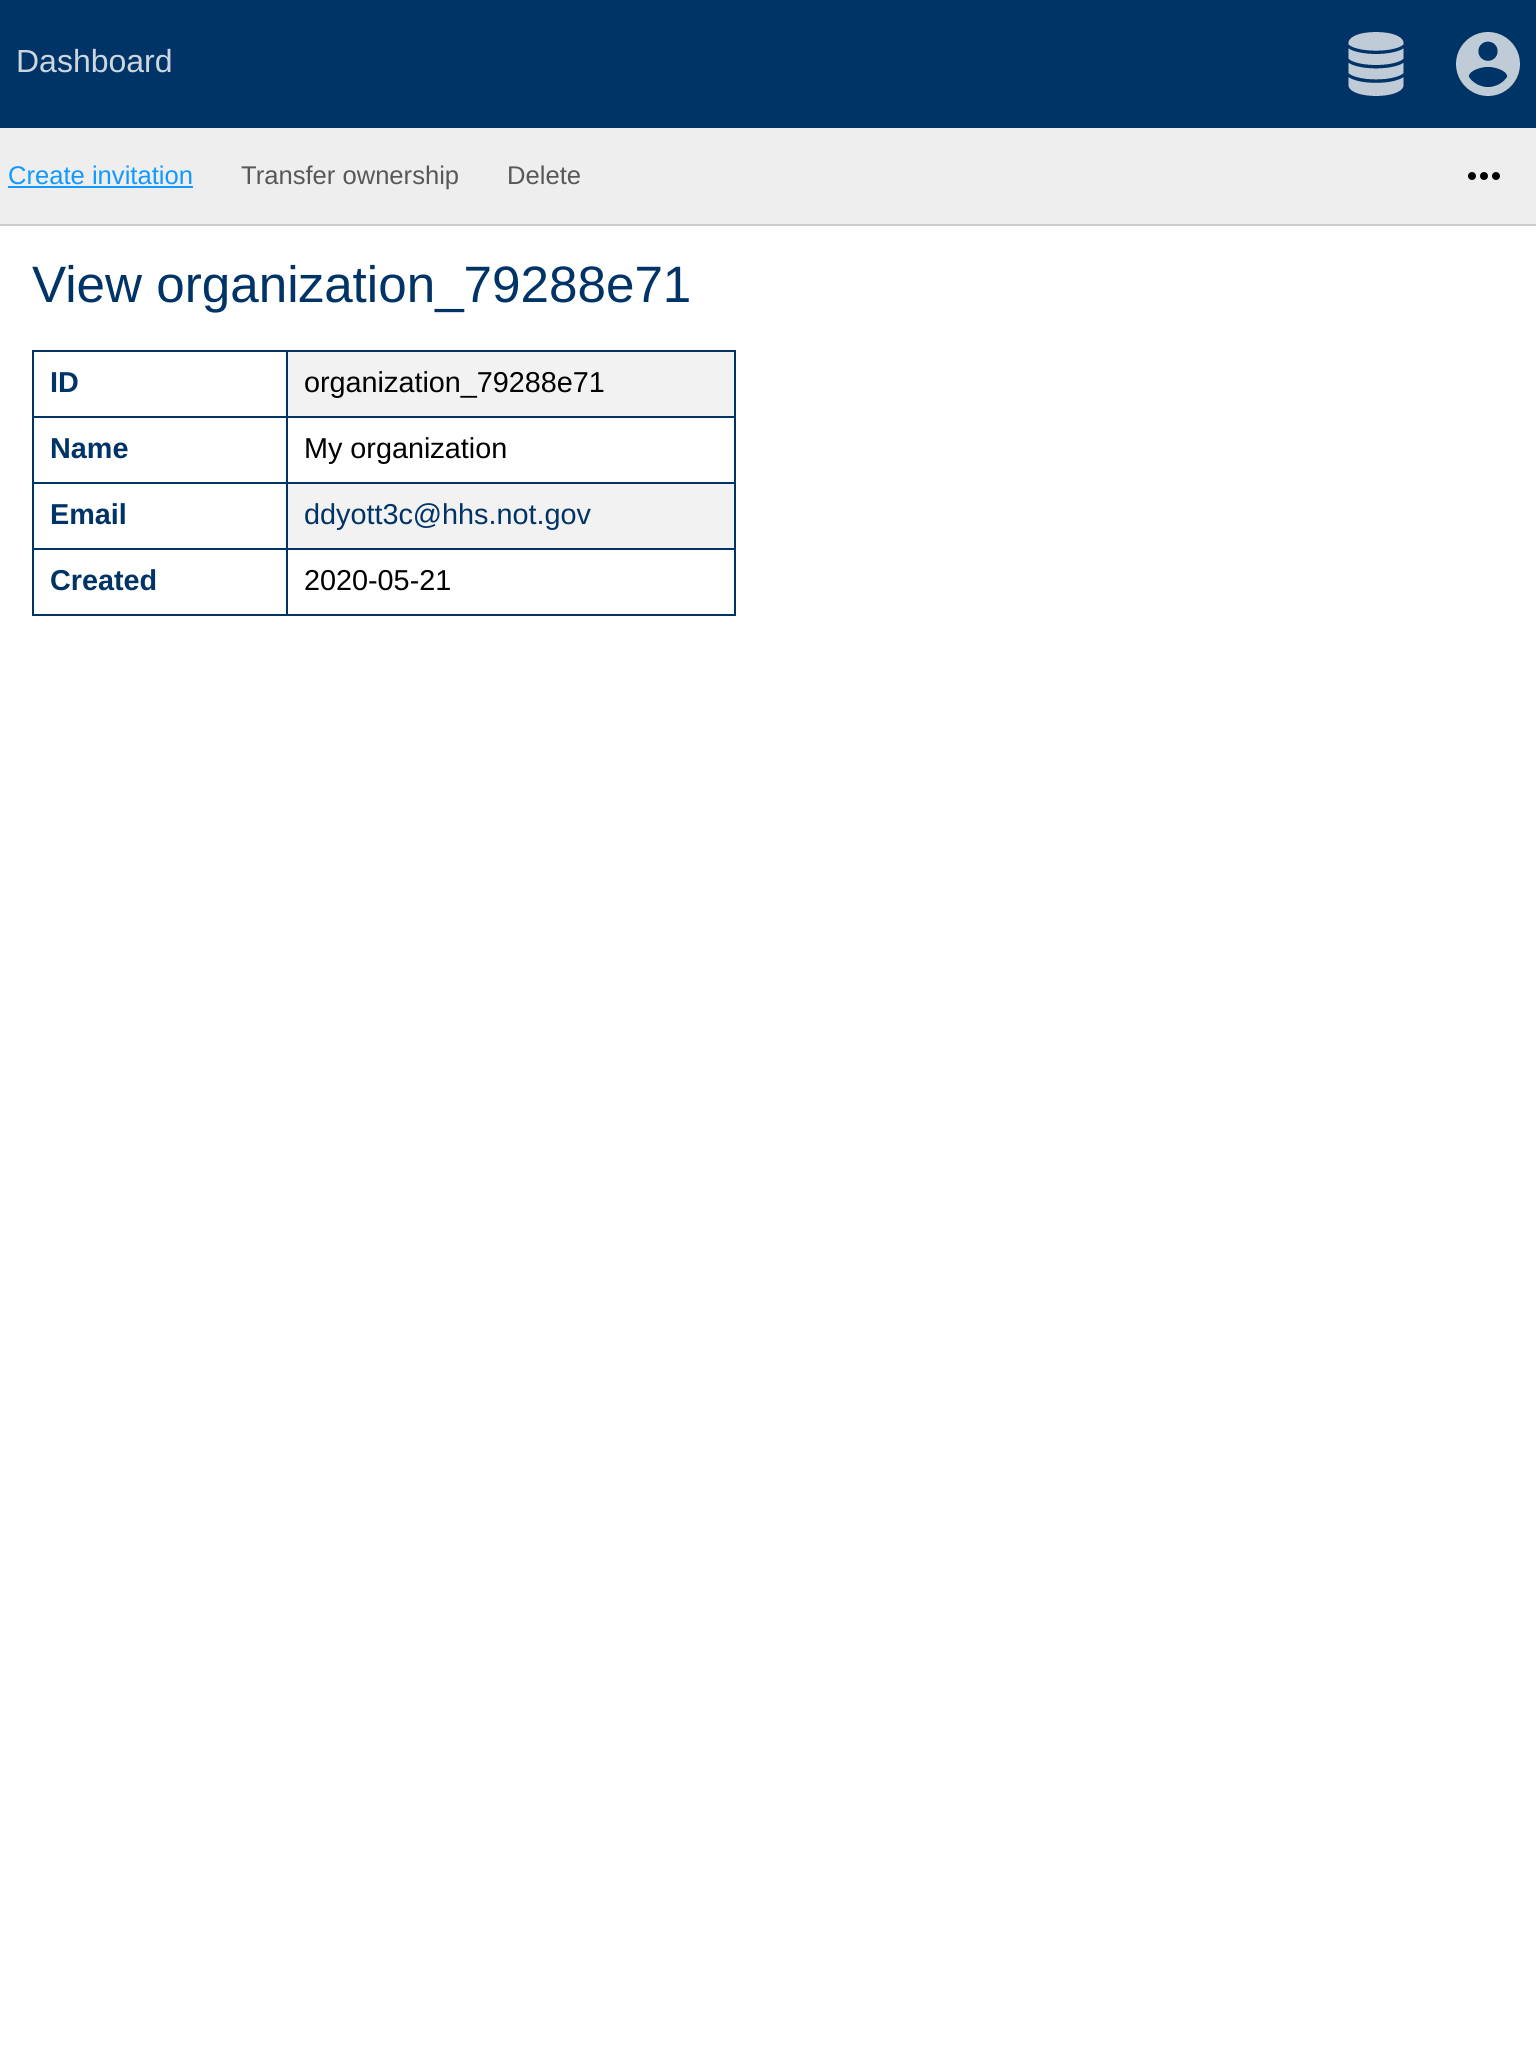 Dashboard
Create invitation Transfer ownership Delete
View organization_79288e71
ID organization_79288e71
Name My organization
Email ddyott3c@hhs.not.gov
Created 2020-05-21